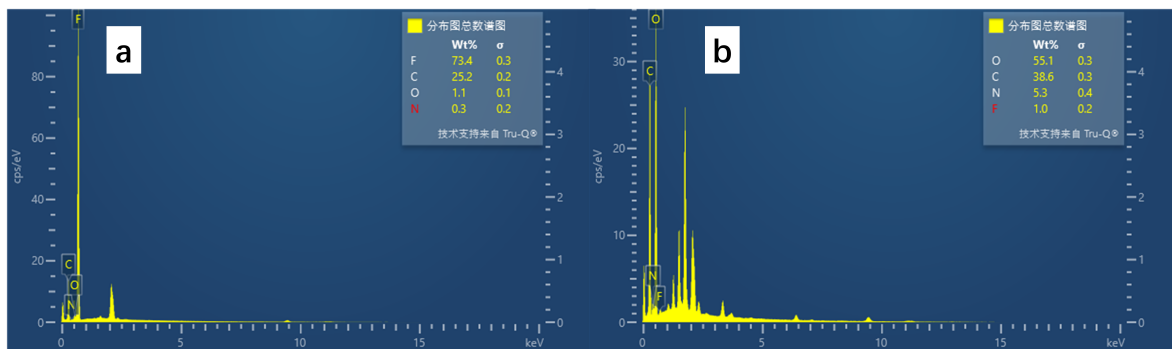 a
F
C
O
N
分布图总数谱图
Wt% σ
F 73.4 0.3
C 25.2 0.2
O 1.1 0.1
N 0.3 0.2
技术支持来自 Tru-Q®
cps/eV
80
60
40
20
0
4
3
2
1
0
0 5 10 15 keV
b
O
C
N
F
分布图总数谱图
Wt% σ
O 55.1 0.3
C 38.6 0.3
N 5.3 0.4
F 1.0 0.2
技术支持来自 Tru-Q®
cps/eV
30
20
10
0
4
3
2
1
0
0 5 10 15 keV